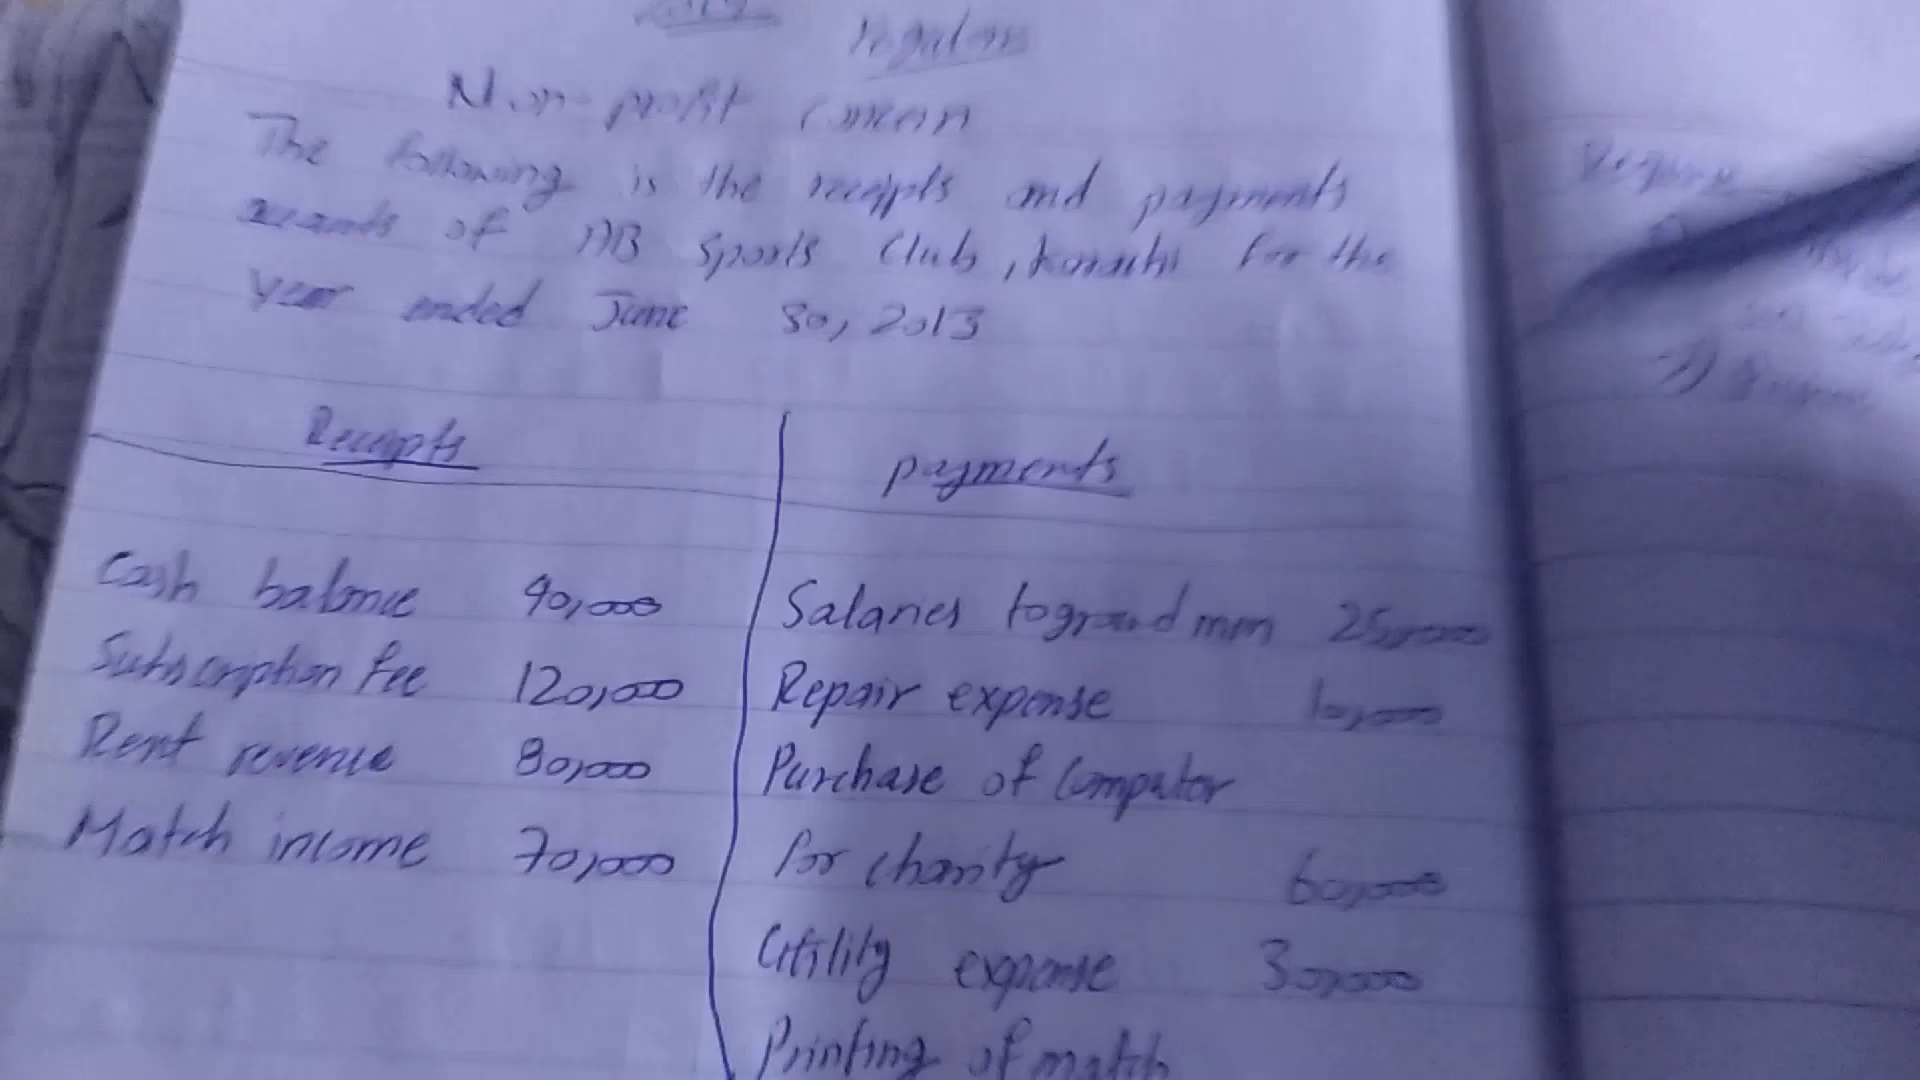 Non-profit concern
The following is the receipts and payments
accounts of AB Sports Club, Karachi for the
year ended June 30, 2013
Receipts
payments
Cash balance 40,000
Salaries to ground men 25,000
Subscription fee 120,000
Repair expense 10,000
Rent revenue 80,000
Purchase of Computer
Match income 70,000
for charity 60,000
Utility expense 30,000
Printing of match